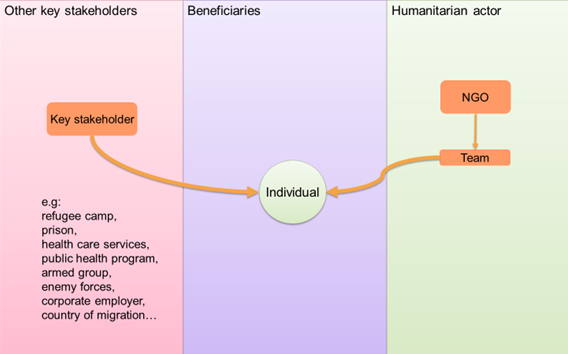 Other key stakeholders
Beneficiaries
Humanitarian actor
NGO
Key stakeholder
Team
Individual
e.g:
refugee camp,
prison,
health care services,
public health program,
armed group,
enemy forces,
corporate employer,
country of migration…